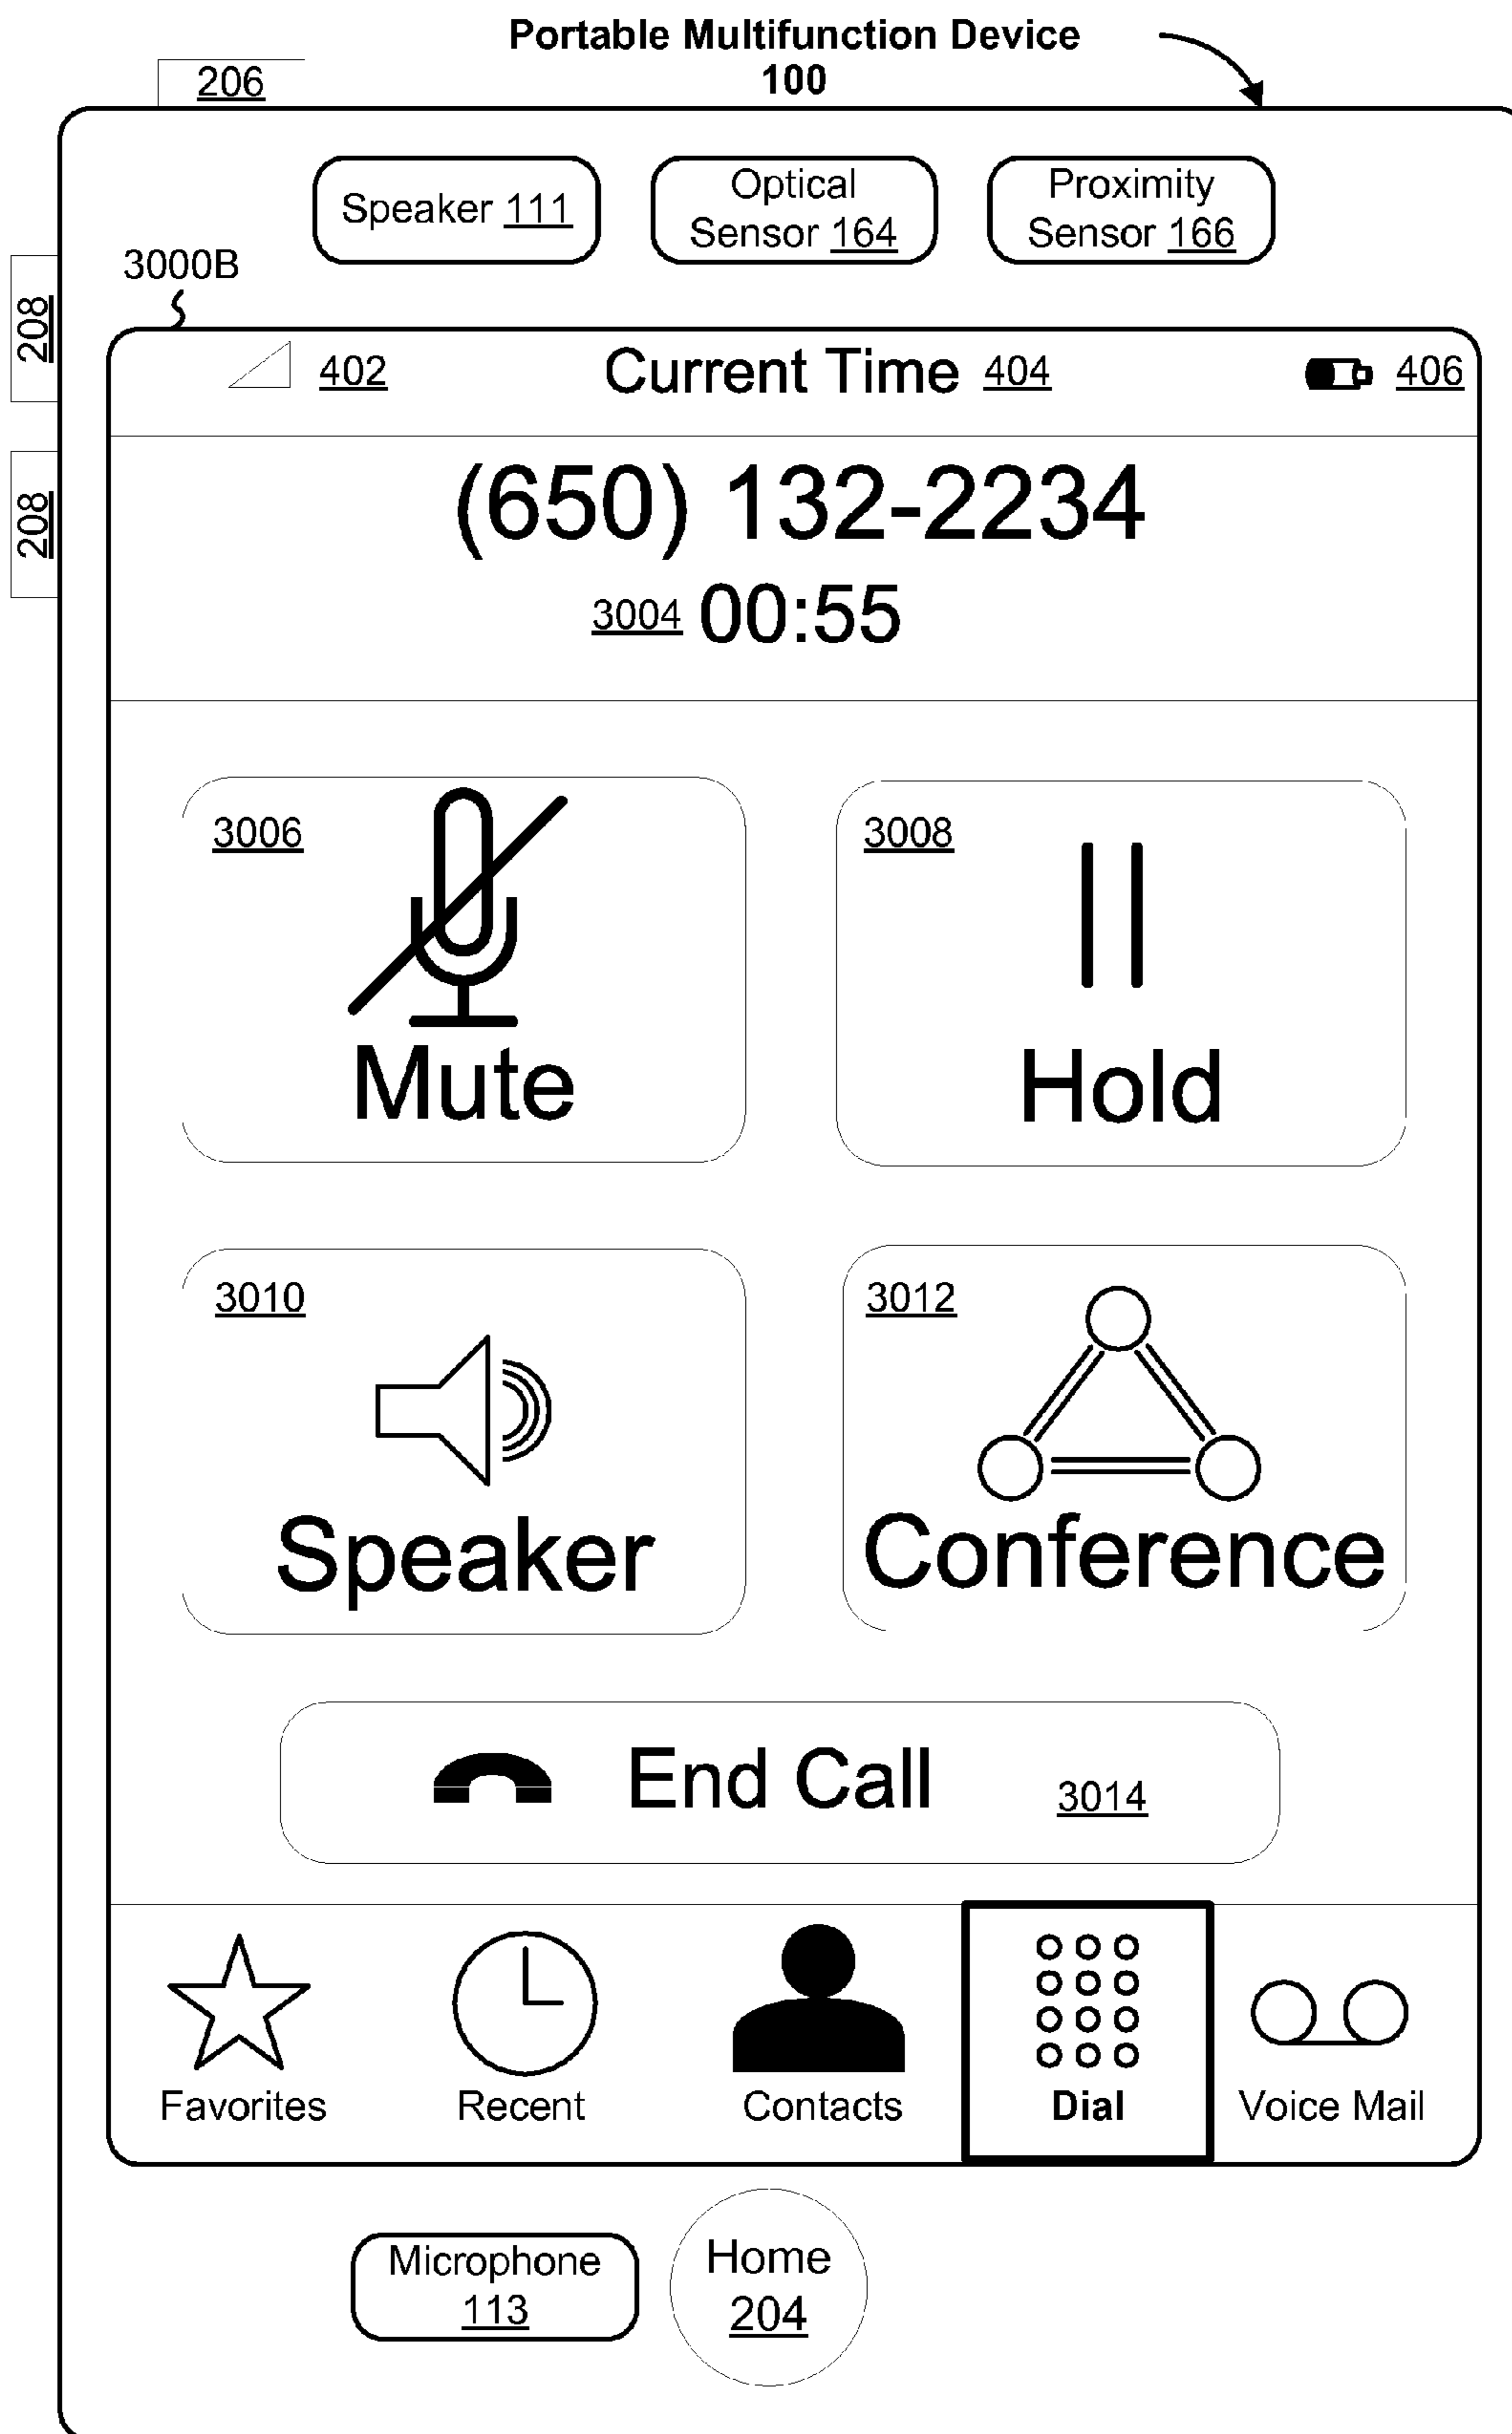 Portable Multifunction Device
100
206
Speaker 111
Optical
Sensor 164
Proximity
Sensor 166
3000B
208
208
402
Current Time 404
406
(650) 132-2234
3004 00:55
3006
Mute
3008
Hold
3010
Speaker
3012
Conference
End Call 3014
Favorites
Recent
Contacts
Dial
Voice Mail
Microphone
113
Home
204